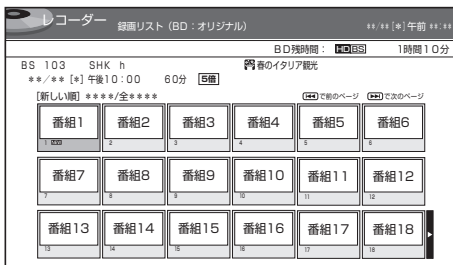 レコーダー 録画リスト（BD：オリジナル） **/**[*]午前 **:**
BD残時間： HD BS 1時間10分
BS 103 SHK h 春のイタリア観光
**/** [*] 午後10:00 60分 5倍
[新しい順] ****/全**** で前のページ で次のページ
番組1 番組2 番組3 番組4 番組5 番組6
1 NEW 2 3 4 5 6
番組7 番組8 番組9 番組10 番組11 番組12
7 8 9 10 11 12
番組13 番組14 番組15 番組16 番組17 番組18
13 14 15 16 17 18